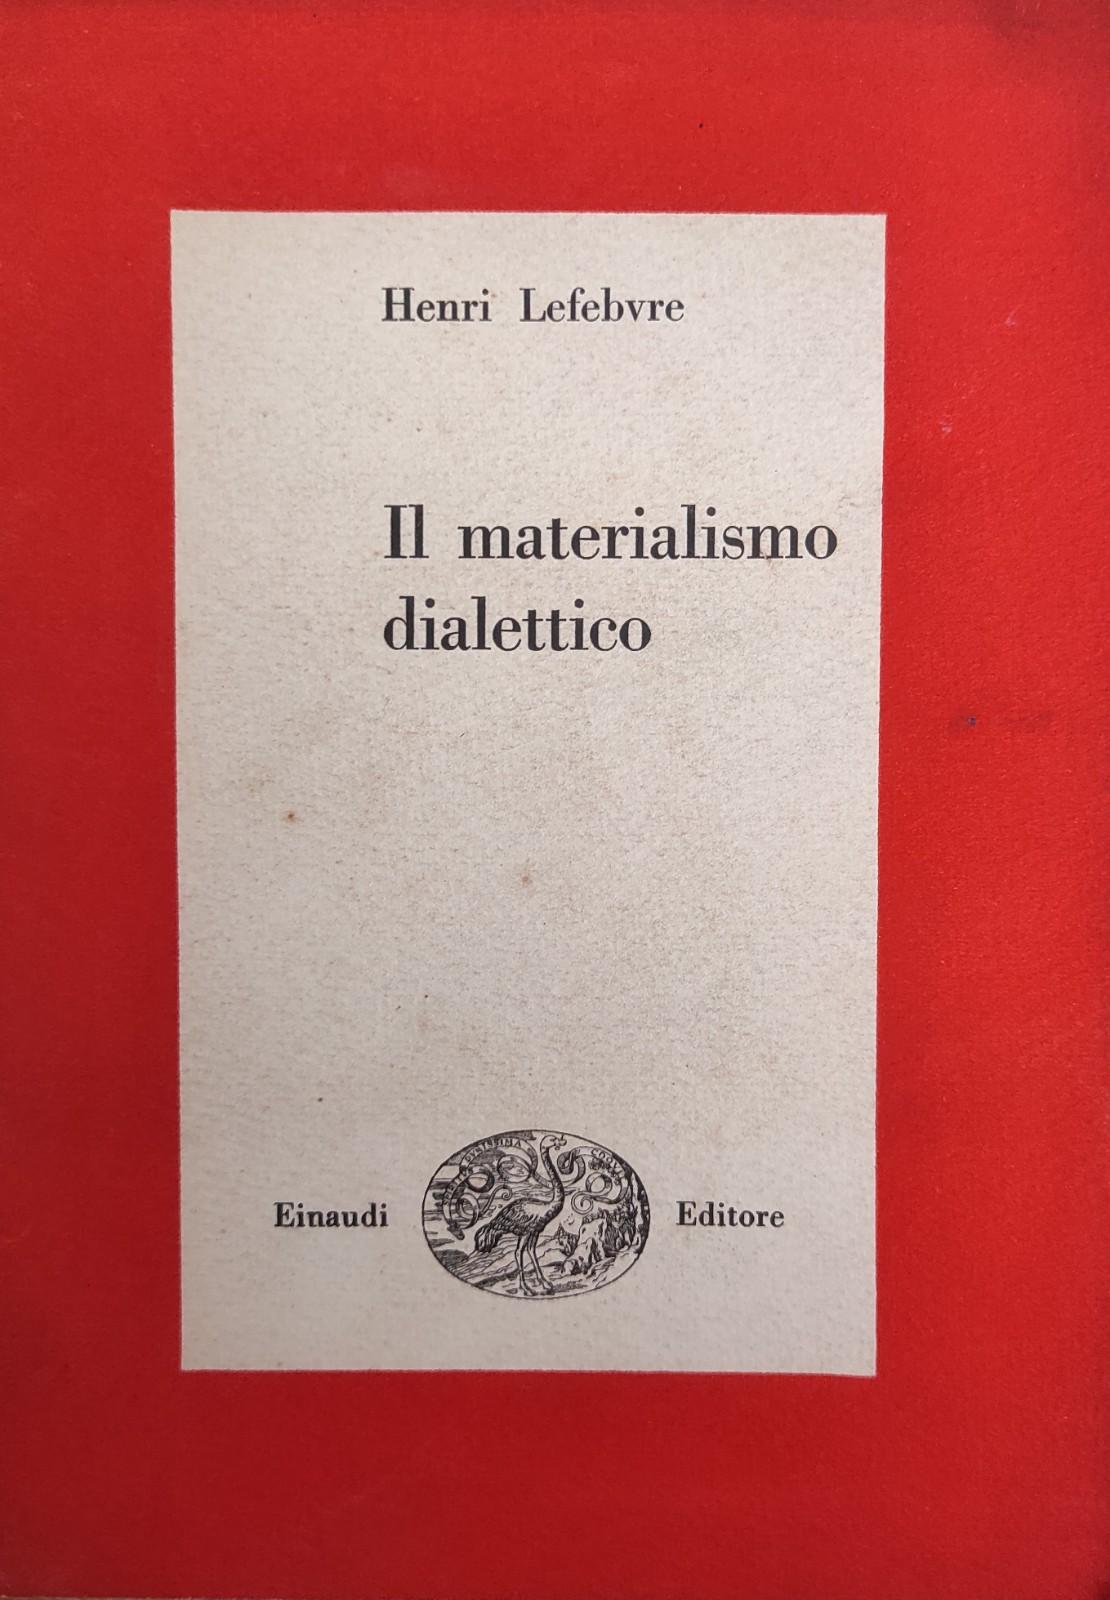 Henri Lefebvre
Il materialismo
dialettico
Einaudi Editore